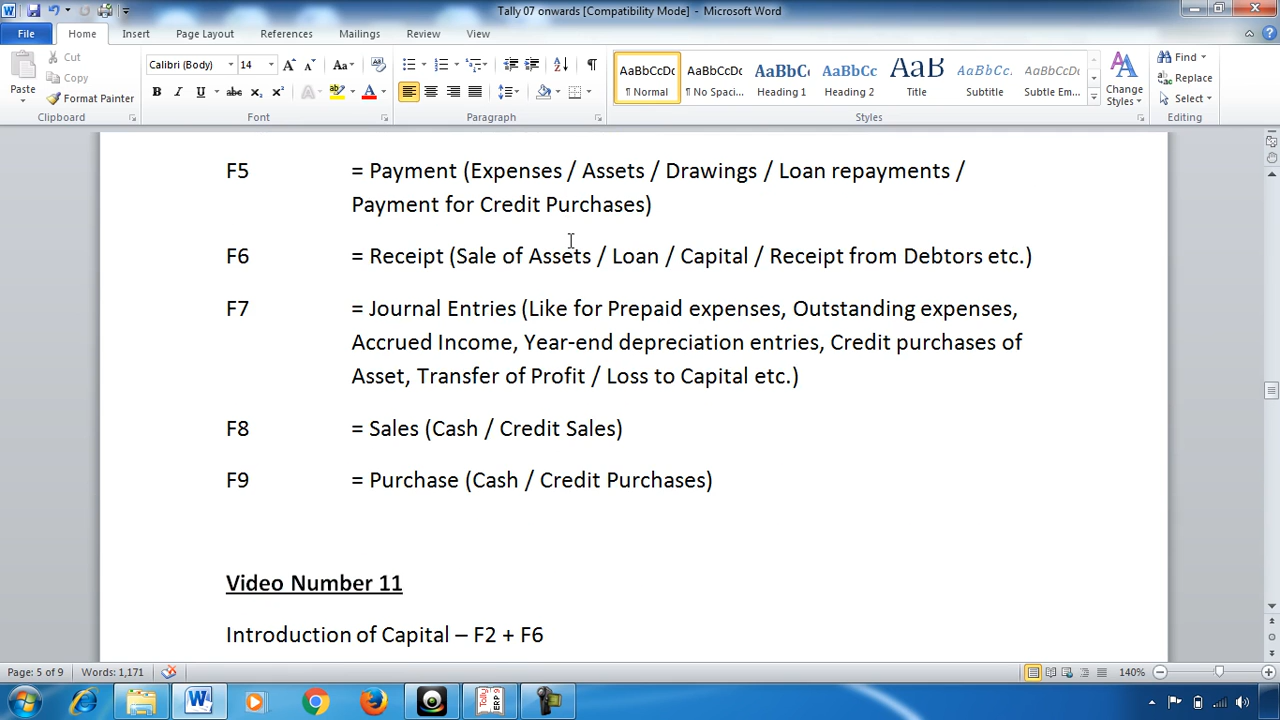 Tally 07 onwards [Compatibility Mode] - Microsoft Word
File Home Insert Page Layout References Mailings Review View
Paste Cut Copy Format Painter Clipboard
Calibri (Body) 14 Font
Paragraph
AaBbCcDc ¶ Normal AaBbCcDc ¶ No Spaci... AaBbCc Heading 1 AaBbCc Heading 2 AaB Title AaBbCcI Subtitle AaBbCcDc Subtle Em... Change Styles Styles
Find Replace Select Editing
F5 = Payment (Expenses / Assets / Drawings / Loan repayments /
Payment for Credit Purchases)
F6 = Receipt (Sale of Assets / Loan / Capital / Receipt from Debtors etc.)
F7 = Journal Entries (Like for Prepaid expenses, Outstanding expenses,
Accrued Income, Year-end depreciation entries, Credit purchases of
Asset, Transfer of Profit / Loss to Capital etc.)
F8 = Sales (Cash / Credit Sales)
F9 = Purchase (Cash / Credit Purchases)
Video Number 11
Introduction of Capital – F2 + F6
Page: 5 of 9 Words: 1,171 140%
Tally ERP 9